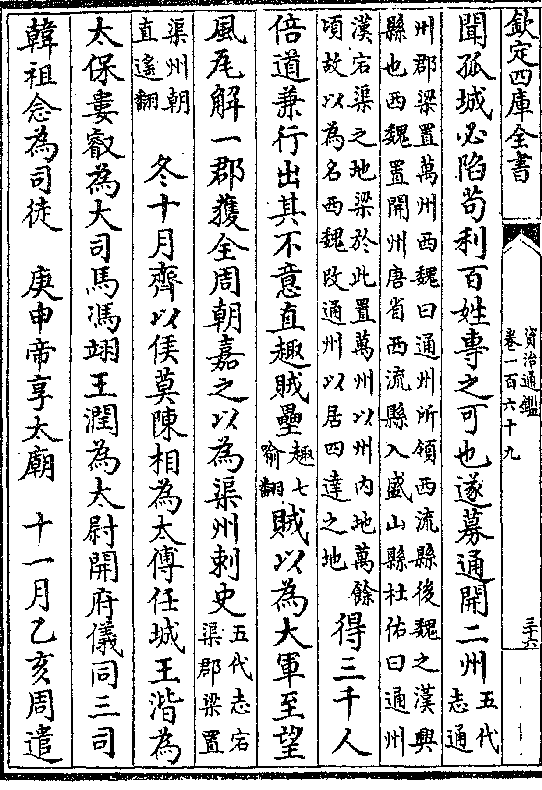 欽定四庫全書
資治通鑑
卷一百六十九
三十六
聞孤城必陷苟利百姓專之可也遂募通開二州五代志通
州郡梁置萬州西魏曰通州所領西流縣後魏之漢興
縣也西魏置開州唐省西流縣入盛山縣杜佑曰通州
漢宕渠之地梁於此置萬州以州內地萬餘
頃故以為名西魏改通州以居四達之地得三千人
倍道兼行出其不意直趣賊壘趣七喻翻賊以為大軍至望
風瓦解一郡獲全周朝嘉之以為渠州刺史五代志宕渠郡梁置
渠州朝直遙翻 冬十月齊以侯莫陳相為太傅任城王湝為
太保婁叡為大司馬馮翊王潤為太尉開府儀同三司
韓祖念為司徒 庚申帝享太廟 十一月乙亥周遣